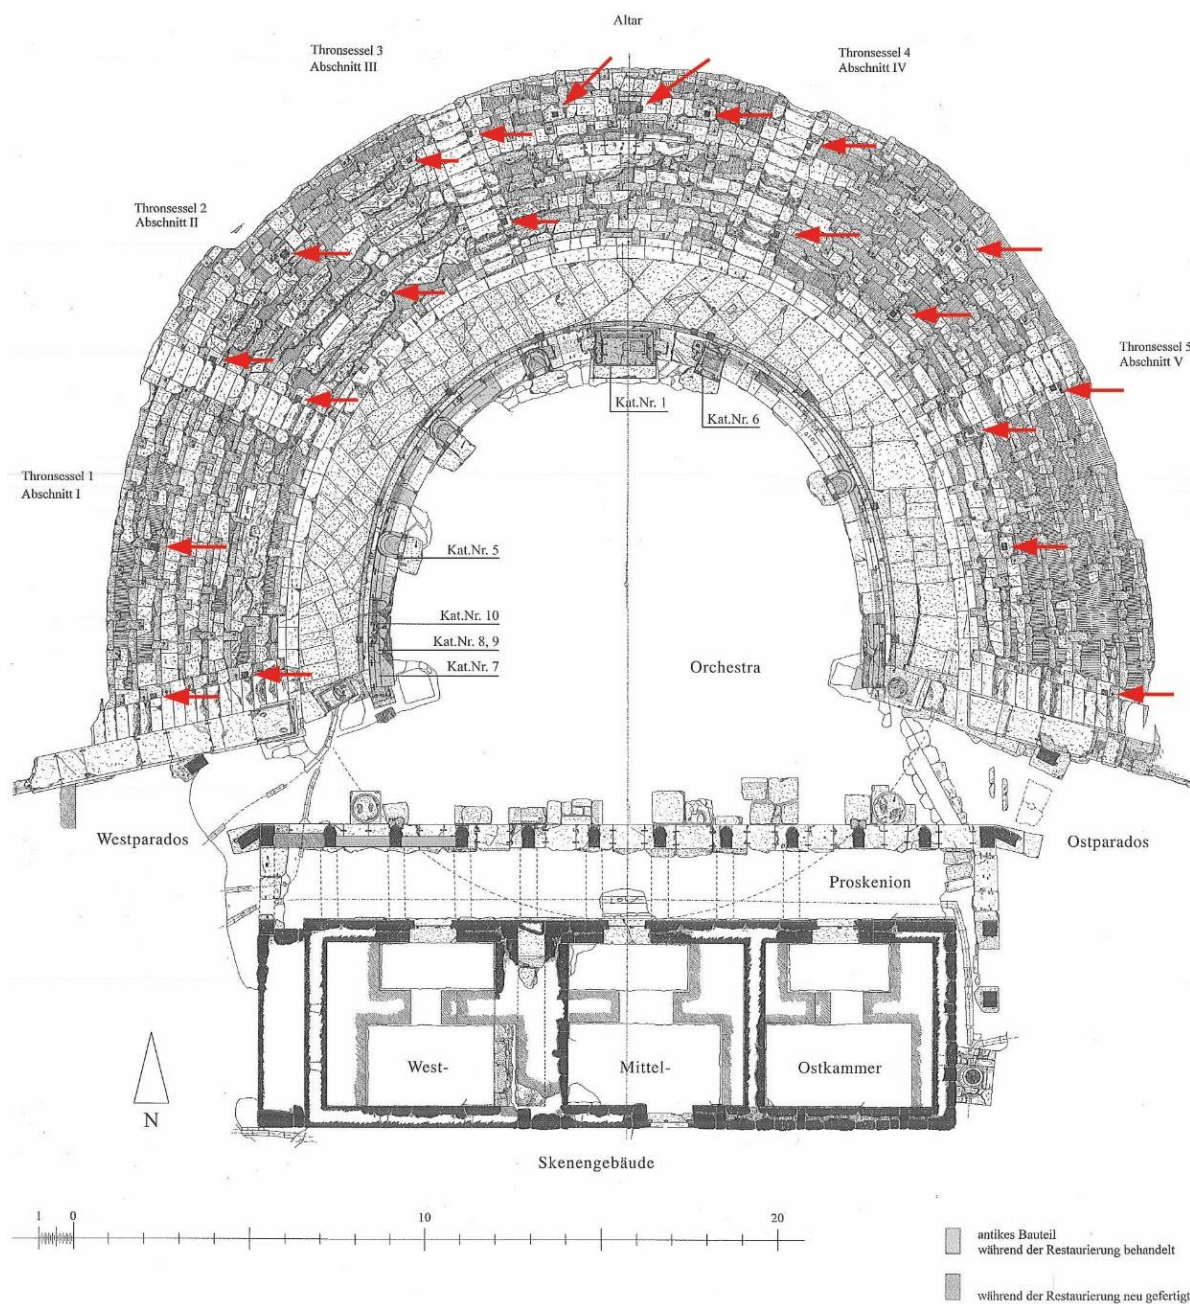 Altar
Thronsessel 3
Abschnitt III
Thronsessel 4
Abschnitt IV
Thronsessel 2
Abschnitt II
Thronsessel 5
Abschnitt V
Kat.Nr. 1
Kat.Nr. 6
Thronsessel 1
Abschnitt I
Kat.Nr. 5
Kat.Nr. 10
Kat.Nr. 8, 9
Kat.Nr. 7
Orchestra
Westparados
Ostparados
Proskenion
West-
Mittel-
Ostkammer
N
Skenengebäude
1 0 10 20
antikes Bauteil
während der Restaurierung behandelt
während der Restaurierung neu gefertigt